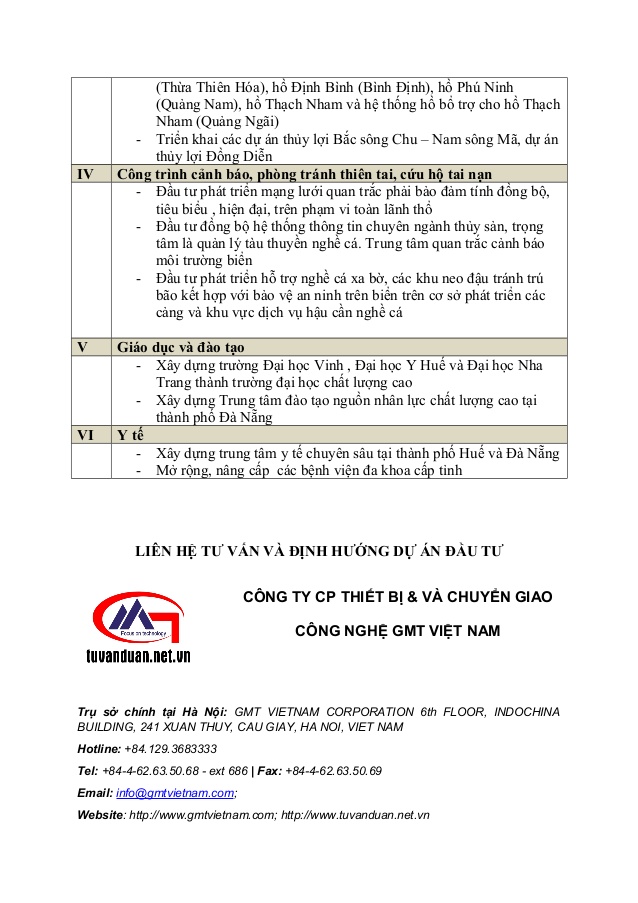 (Thừa Thiên Hóa), hồ Định Bình (Bình Định), hồ Phú Ninh
(Quảng Nam), hồ Thạch Nham và hệ thống hồ bổ trợ cho hồ Thạch
Nham (Quảng Ngãi)
- Triển khai các dự án thủy lợi Bắc sông Chu – Nam sông Mã, dự án
thủy lợi Đồng Diễn
IV Công trình cảnh báo, phòng tránh thiên tai, cứu hộ tai nạn
- Đầu tư phát triển mạng lưới quan trắc phải bảo đảm tính đồng bộ,
tiêu biểu , hiện đại, trên phạm vi toàn lãnh thổ
- Đầu tư đồng bộ hệ thống thông tin chuyên ngành thủy sản, trọng
tâm là quản lý tàu thuyền nghề cá. Trung tâm quan trắc cảnh báo
môi trường biển
- Đầu tư phát triển hỗ trợ nghề cá xa bờ, các khu neo đậu tránh trú
bão kết hợp với bảo vệ an ninh trên biển trên cơ sở phát triển các
cảng và khu vực dịch vụ hậu cần nghề cá
V Giáo dục và đào tạo
- Xây dựng trường Đại học Vinh , Đại học Y Huế và Đại học Nha
Trang thành trường đại học chất lượng cao
- Xây dựng Trung tâm đào tạo nguồn nhân lực chất lượng cao tại
thành phố Đà Nẵng
VI Y tế
- Xây dựng trung tâm y tế chuyên sâu tại thành phố Huế và Đà Nẵng
- Mở rộng, nâng cấp các bệnh viện đa khoa cấp tỉnh
LIÊN HỆ TƯ VẤN VÀ ĐỊNH HƯỚNG DỰ ÁN ĐẦU TƯ
CÔNG TY CP THIẾT BỊ & VÀ CHUYỂN GIAO
CÔNG NGHỆ GMT VIỆT NAM
Focus on technology
tuvanduan.net.vn
Trụ sở chính tại Hà Nội: GMT VIETNAM CORPORATION 6th FLOOR, INDOCHINA
BUILDING, 241 XUAN THUY, CAU GIAY, HA NOI, VIET NAM
Hotline: +84.129.3683333
Tel: +84-4-62.63.50.68 - ext 686 | Fax: +84-4-62.63.50.69
Email: info@gmtvietnam.com;
Website: http://www.gmtvietnam.com; http://www.tuvanduan.net.vn